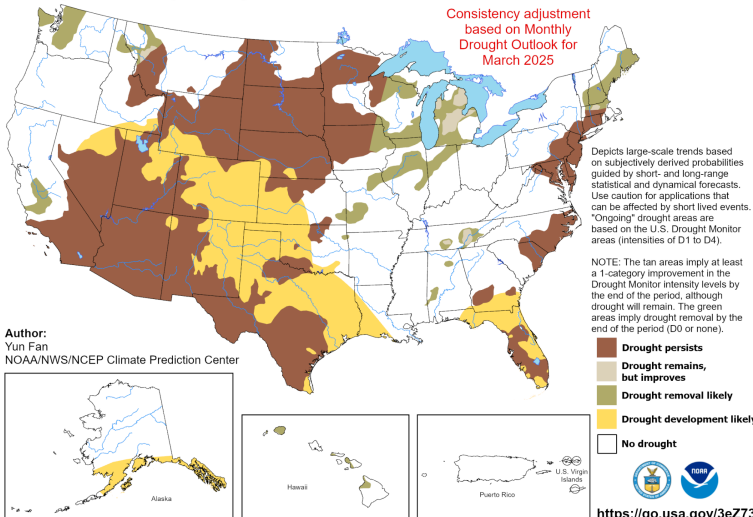 Consistency adjustment
based on Monthly
Drought Outlook for
March 2025
Depicts large-scale trends based
on subjectively derived probabilities
guided by short- and long-range
statistical and dynamical forecasts.
Use caution for applications that
can be affected by short lived events.
"Ongoing" drought areas are
based on the U.S. Drought Monitor
areas (intensities of D1 to D4).
NOTE: The tan areas imply at least
a 1-category improvement in the
Drought Monitor intensity levels by
the end of the period, although
drought will remain. The green
areas imply drought removal by the
end of the period (D0 or none).
Author:
Yun Fan
NOAA/NWS/NCEP Climate Prediction Center
Drought persists
Drought remains,
but improves
Drought removal likely
Drought development likely
No drought
Alaska
Hawaii
Puerto Rico
U.S. Virgin
Islands
NOAA
https://go.usa.gov/3eZ73